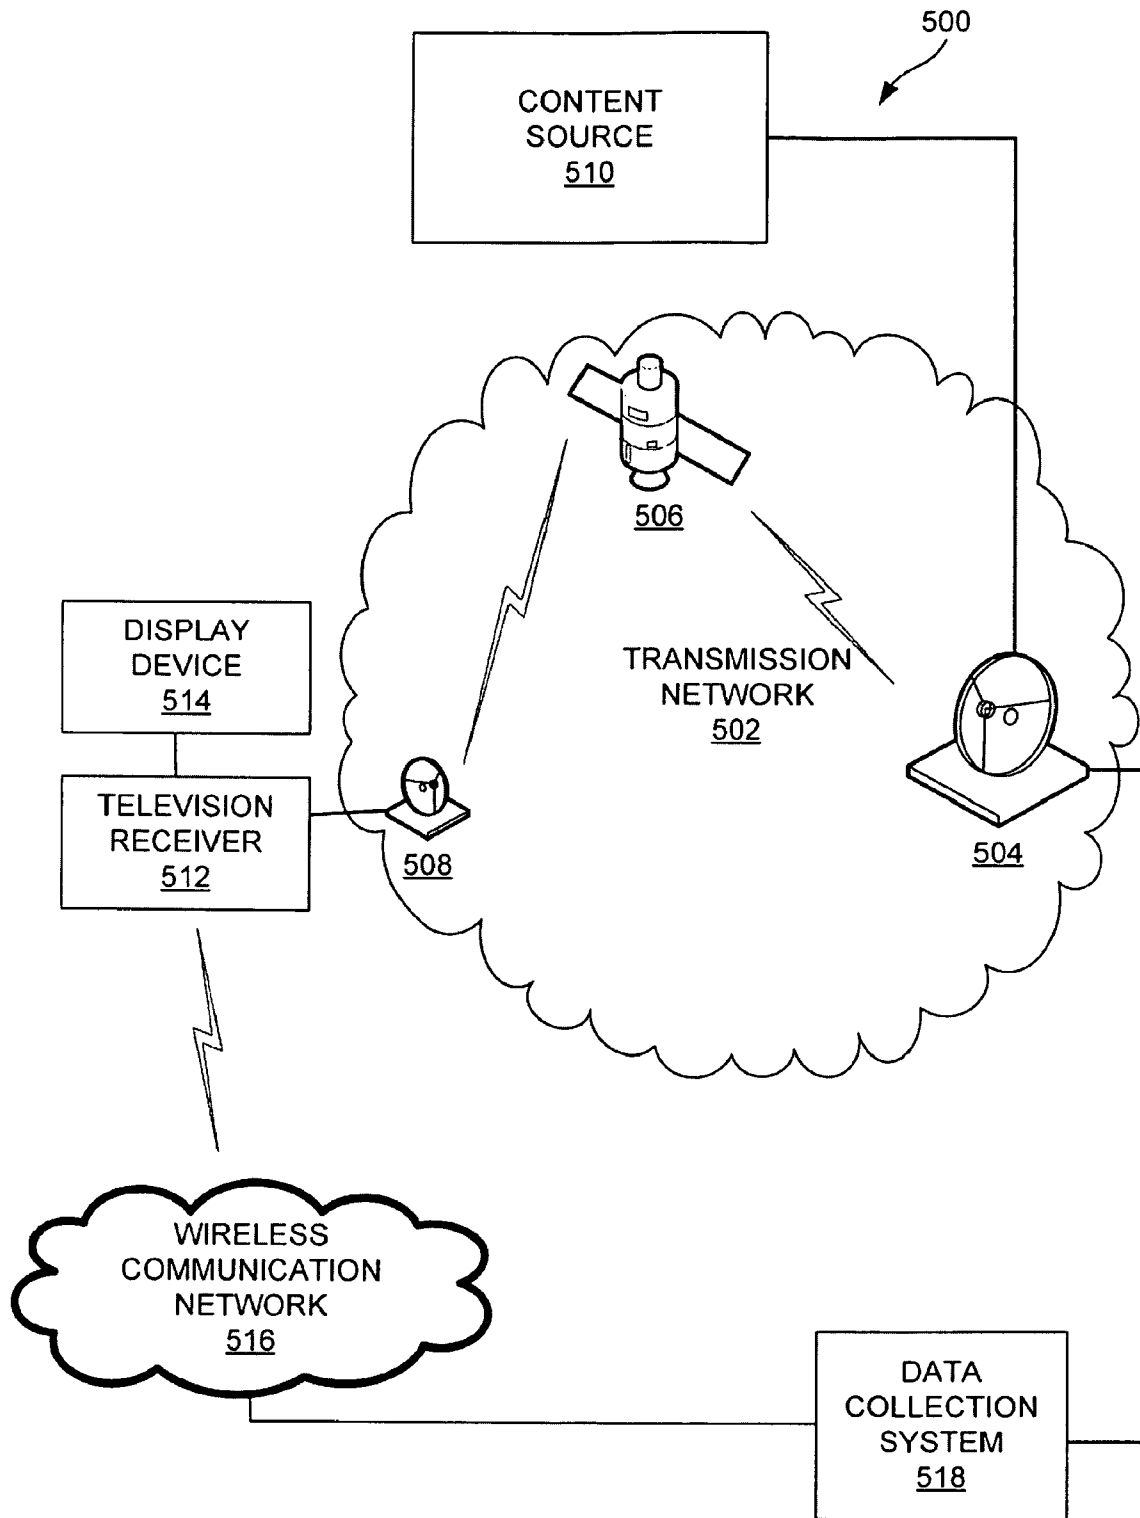 500
CONTENT
SOURCE
510
506
TRANSMISSION
NETWORK
502
DISPLAY
DEVICE
514
TELEVISION
RECEIVER
512
508
504
WIRELESS
COMMUNICATION
NETWORK
516
DATA
COLLECTION
SYSTEM
518